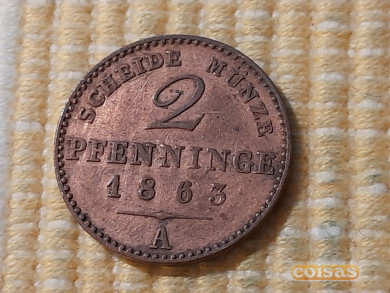 SCHEIDE MÜNZE
2
PFENNINGE
1863
A
coisas